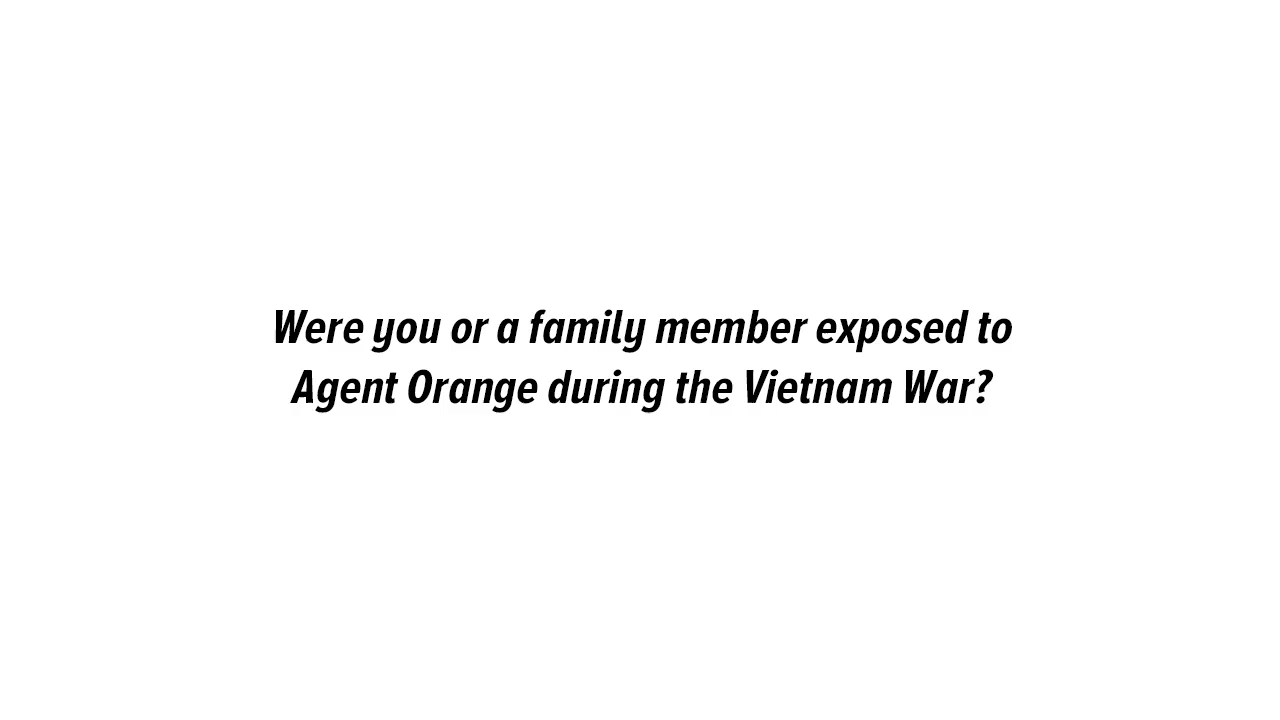 Were you or a family member exposed to
Agent Orange during the Vietnam War?